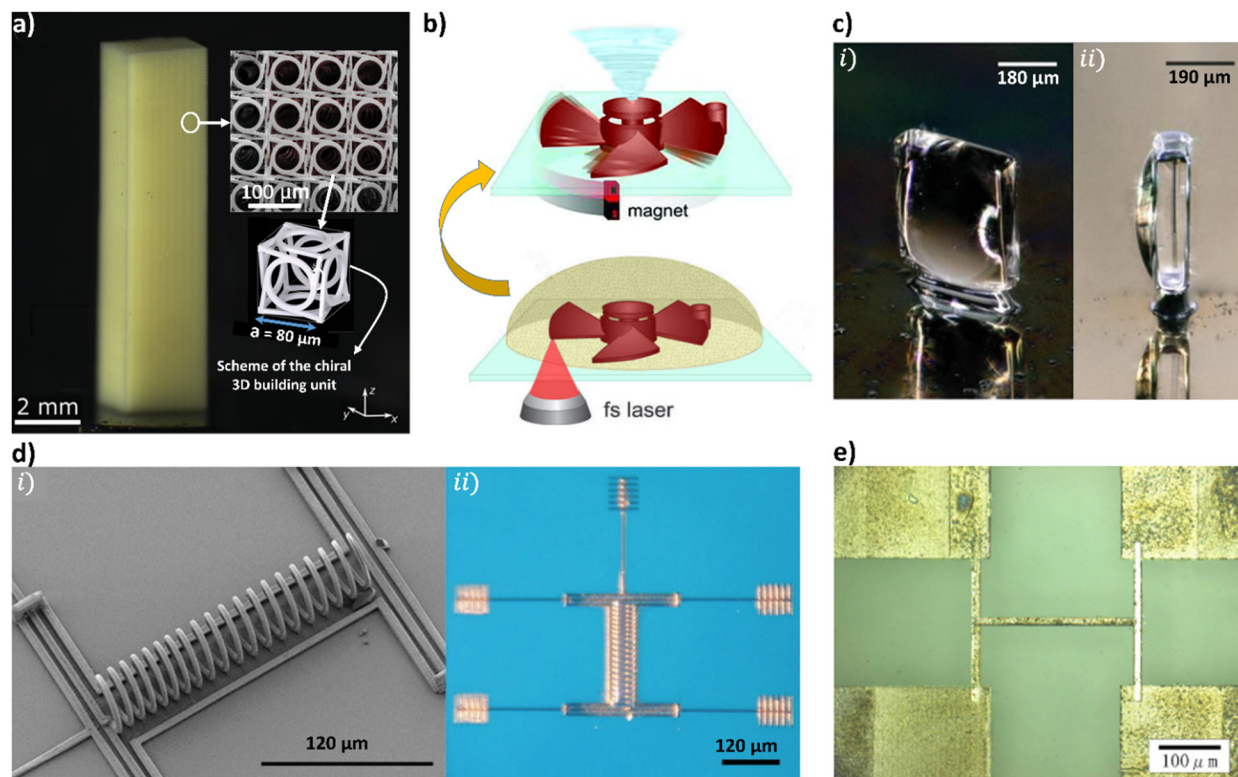 a)
100 µm
a = 80 µm
Scheme of the chiral
3D building unit
2 mm
z
y
x
b)
magnet
fs laser
c)
i)
180 µm
ii)
190 µm
d)
i)
120 µm
ii)
120 µm
e)
100 µm